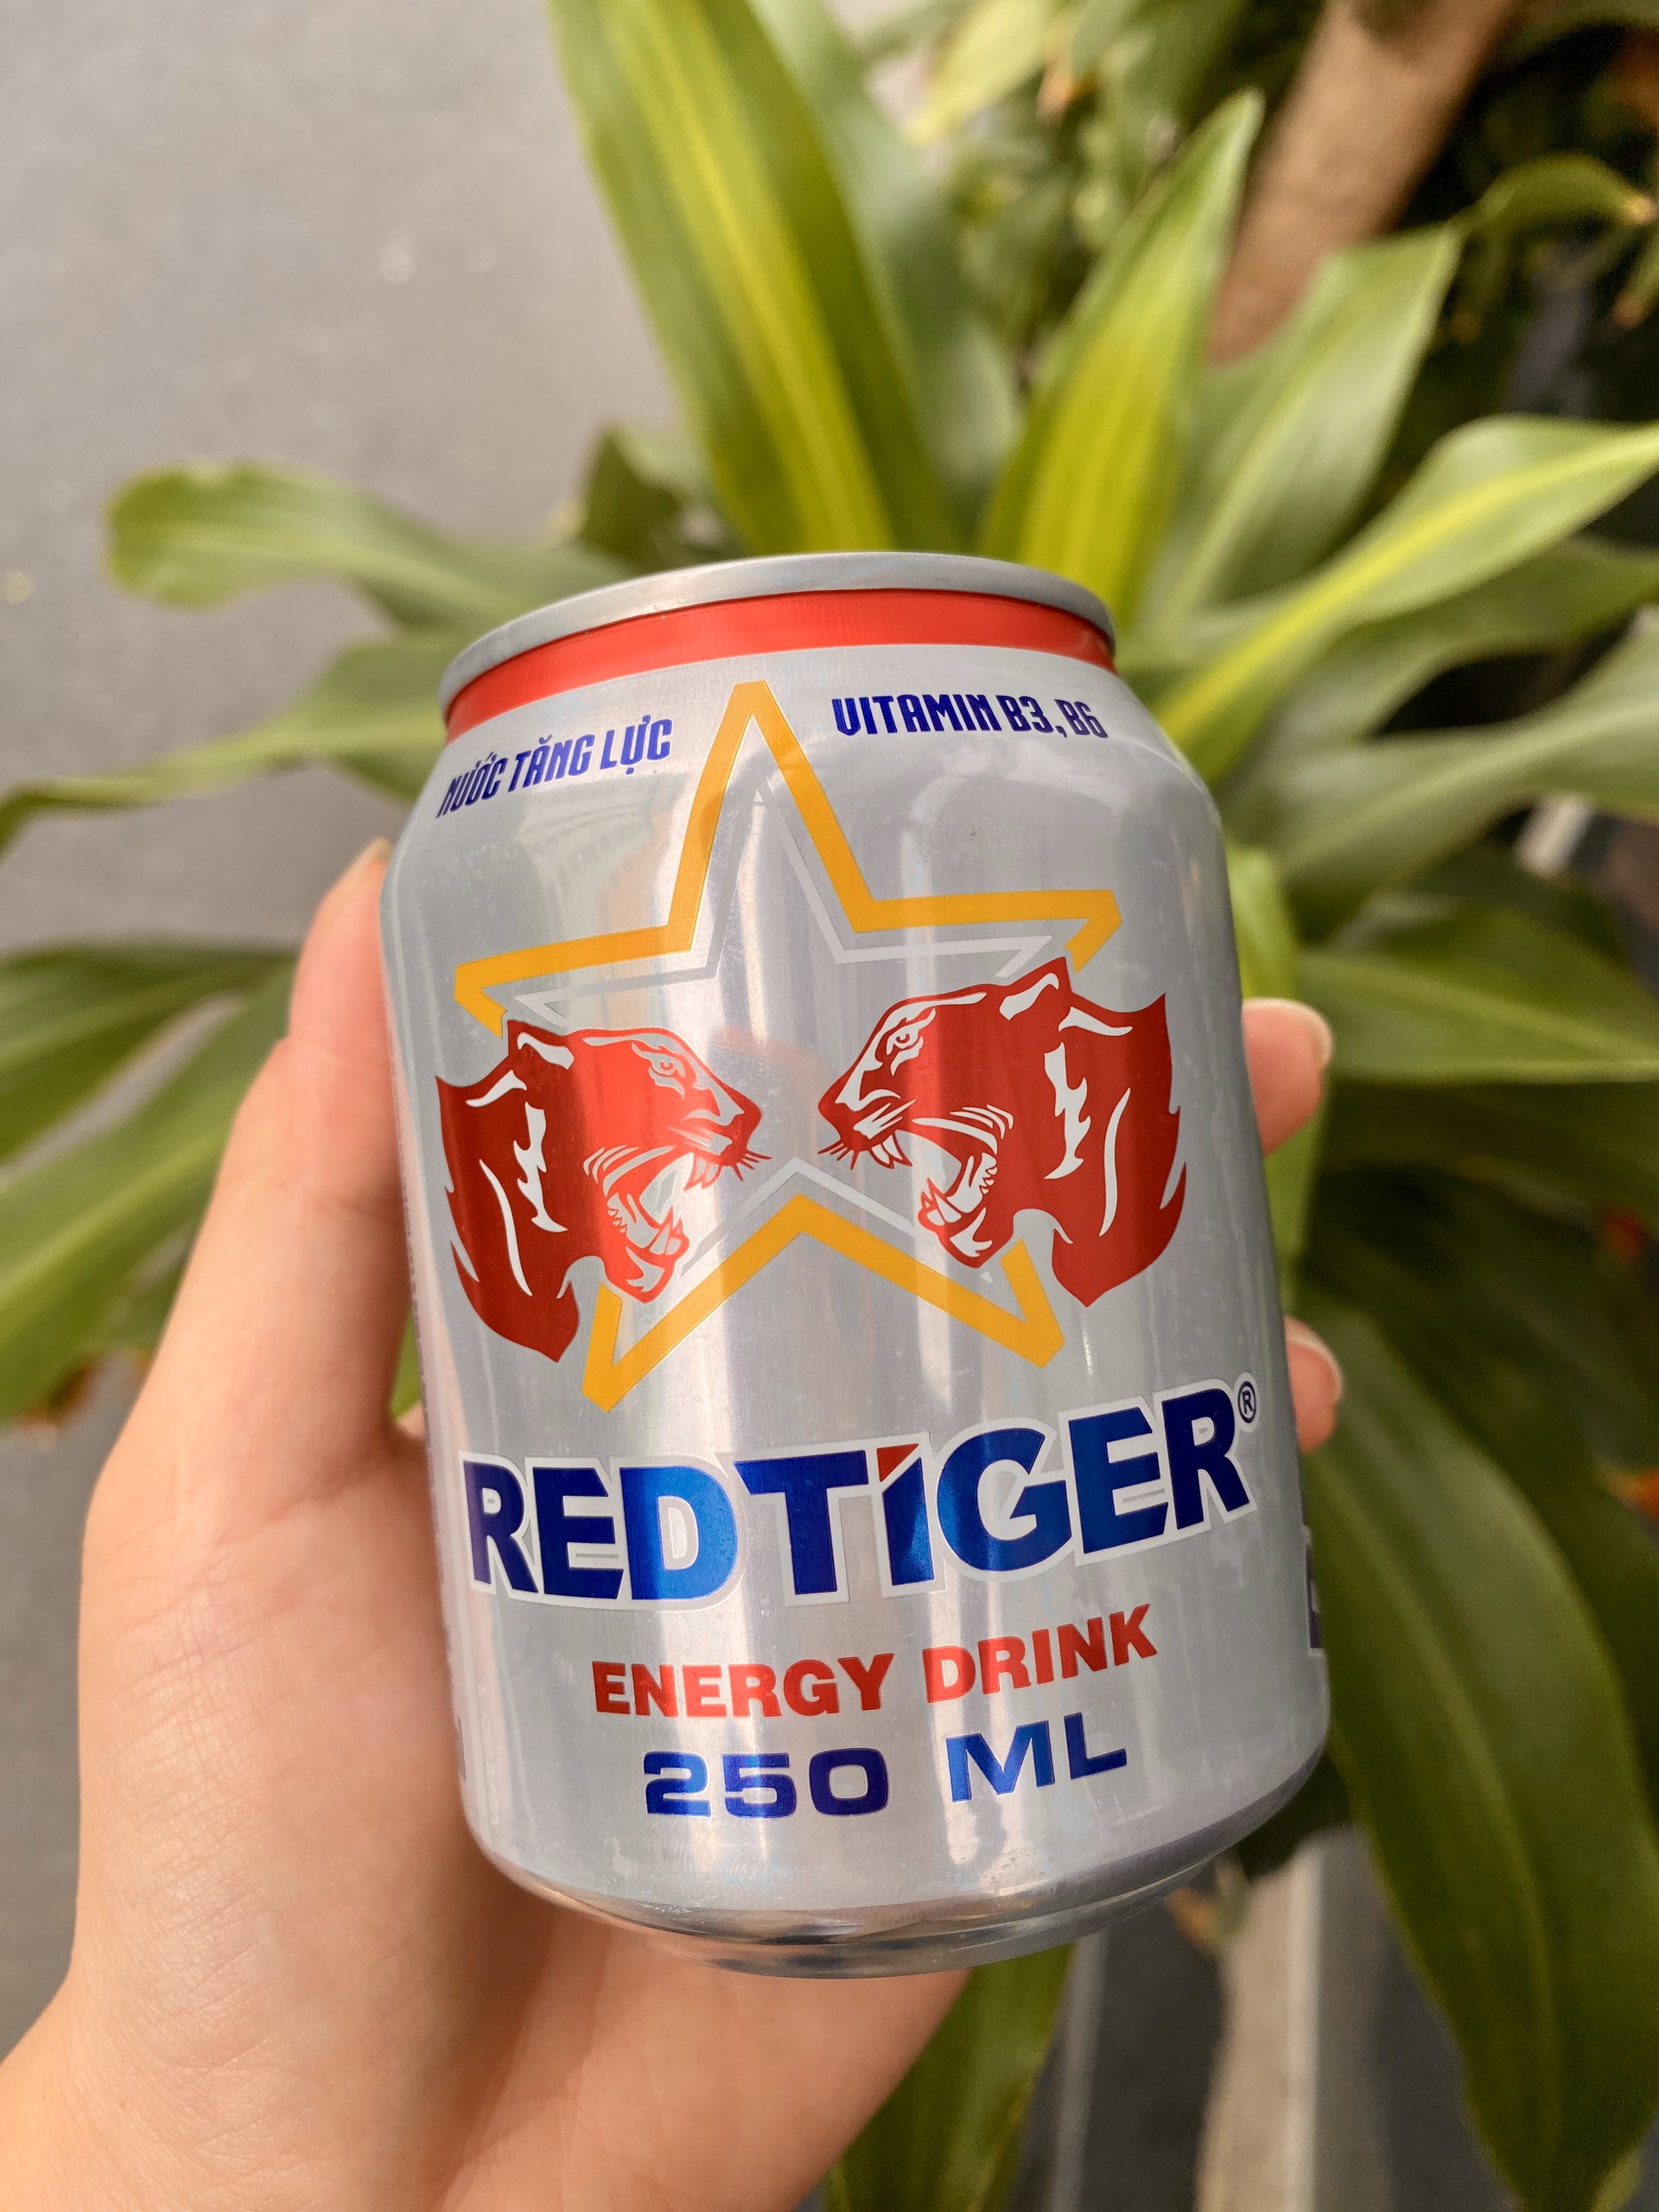 NƯỚC TĂNG LỰC
VITAMIN B3, B6
REDTIGER®
ENERGY DRINK
250 ML